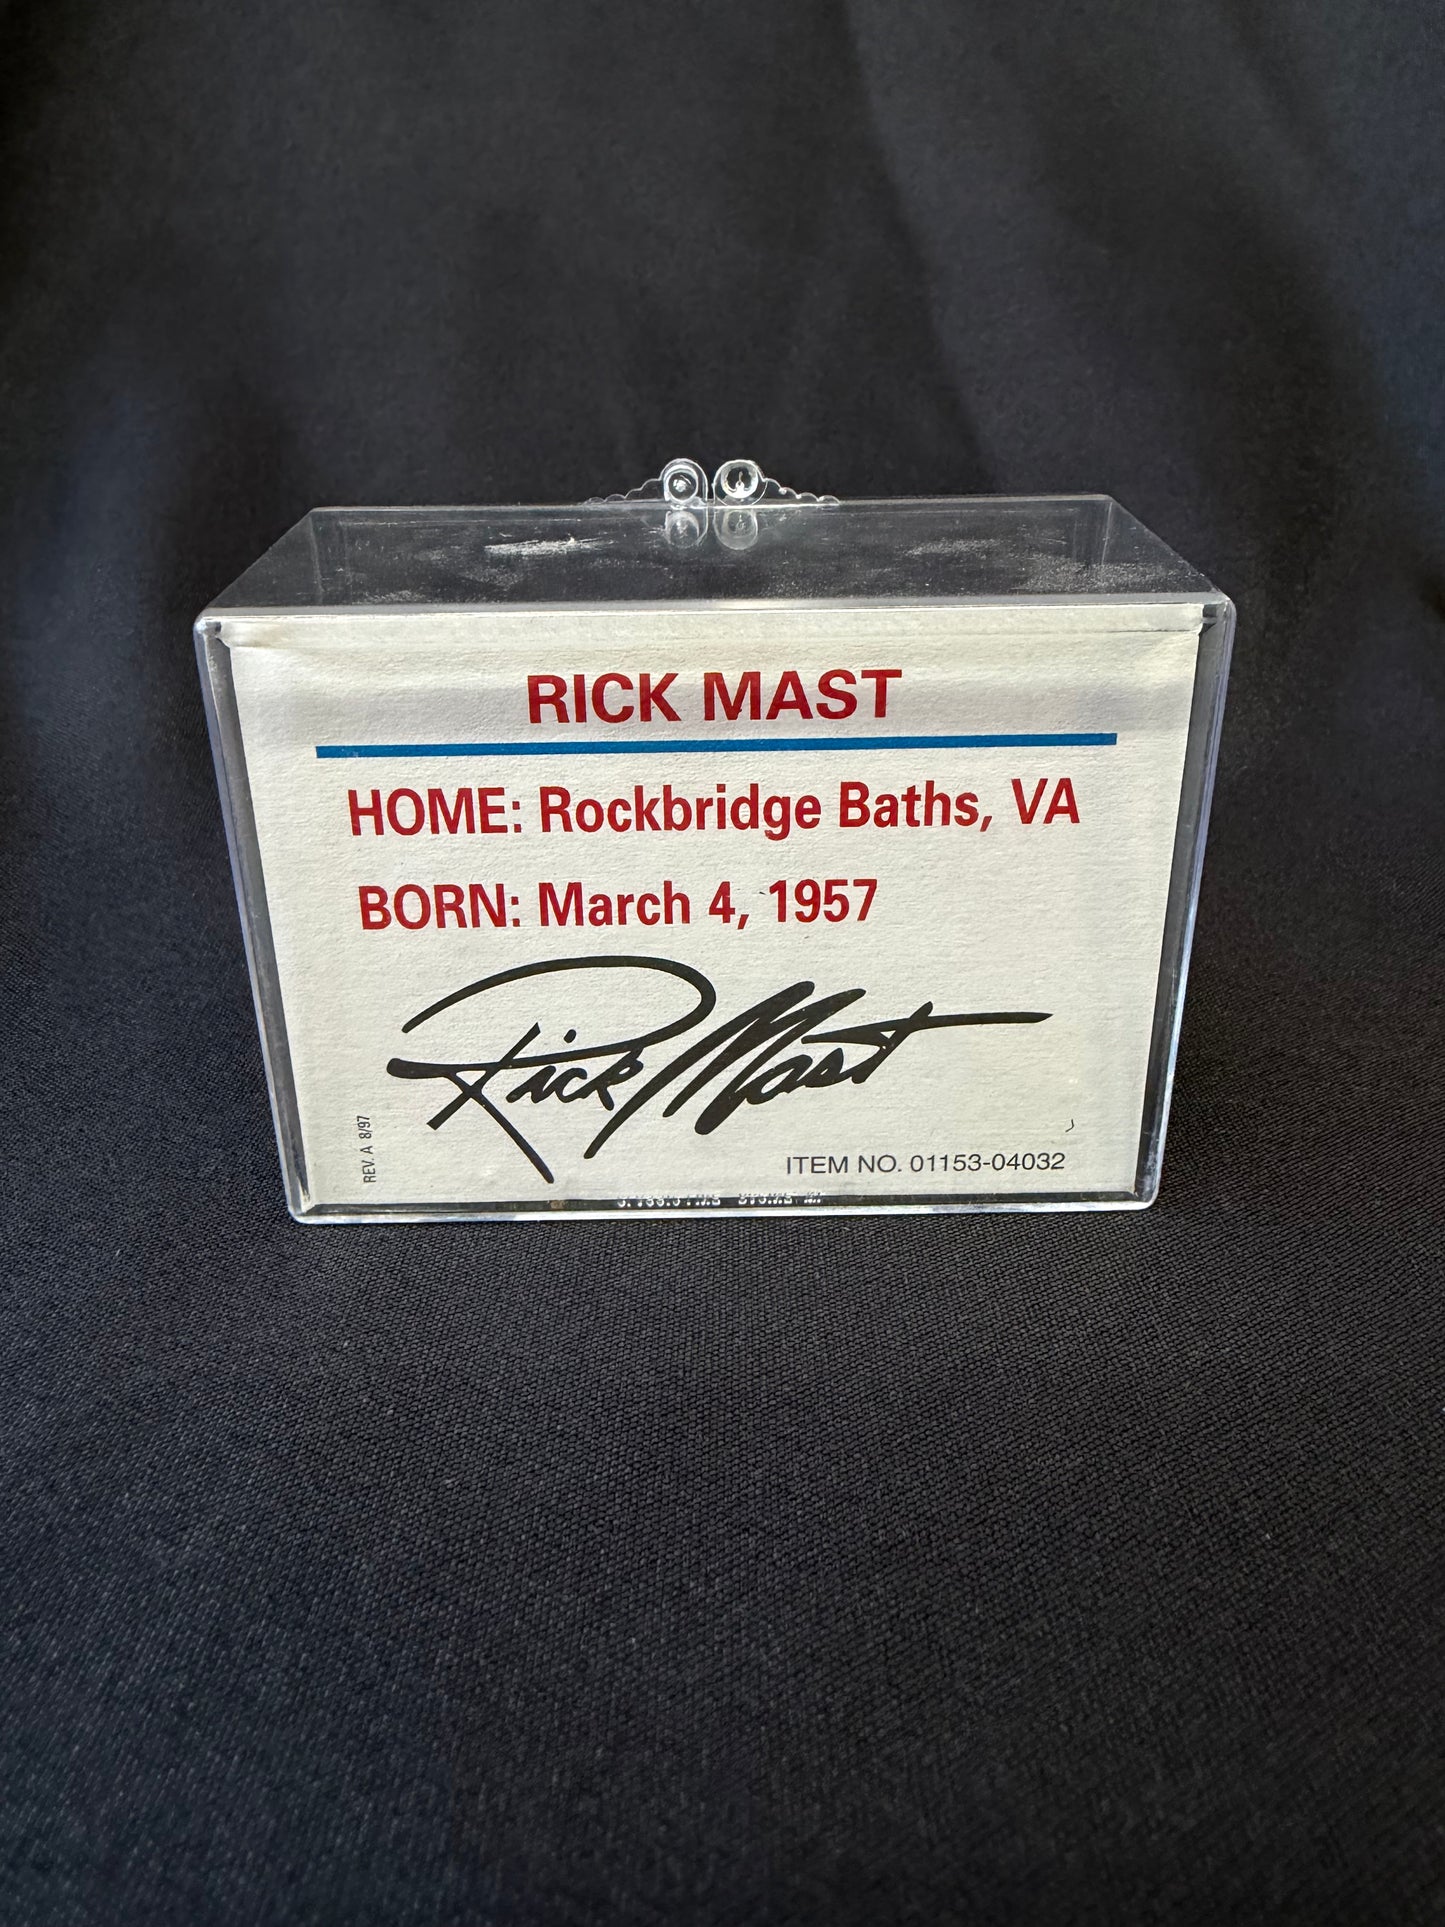 RICK MAST
HOME: Rockbridge Baths, VA
BORN: March 4, 1957
Rick Mast
REV. A 8/97
ITEM NO. 01153-04032